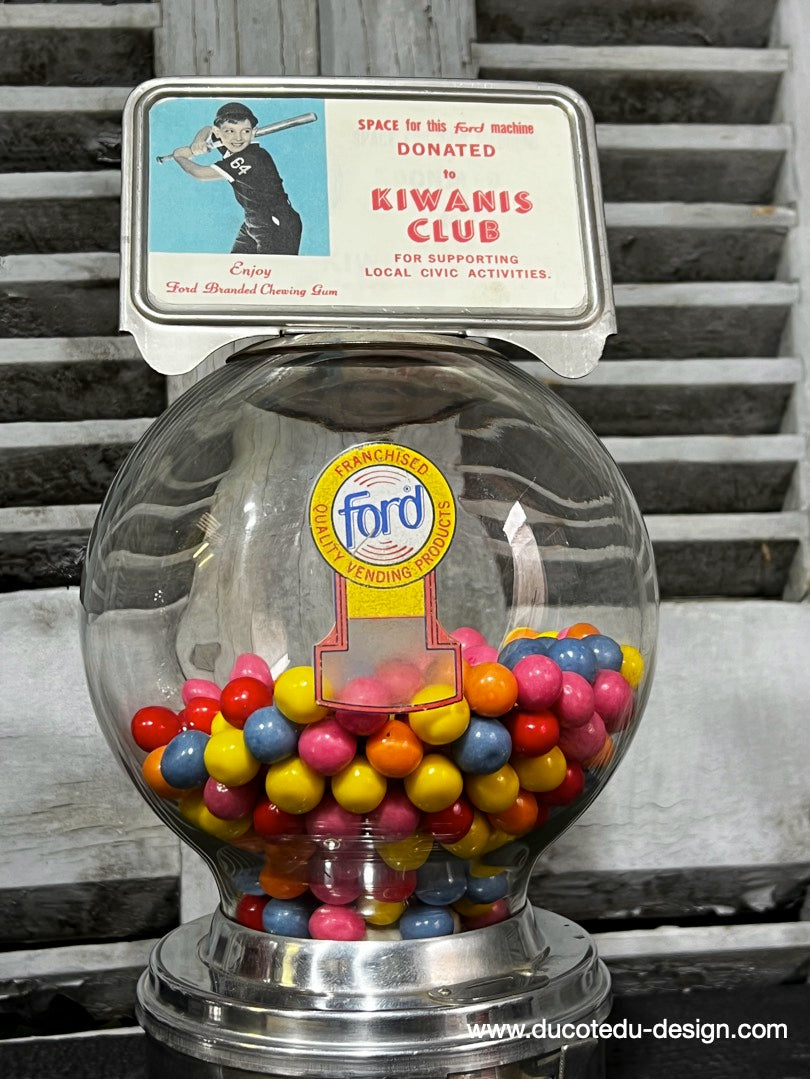 SPACE for this ford machine
DONATED
to
KIWANIS
CLUB
FOR SUPPORTING
LOCAL CIVIC ACTIVITIES.
64
Enjoy
Ford Branded Chewing Gum
FRANCHISED
ford
QUALITY VENDING PRODUCTS
www.ducotedu-design.com